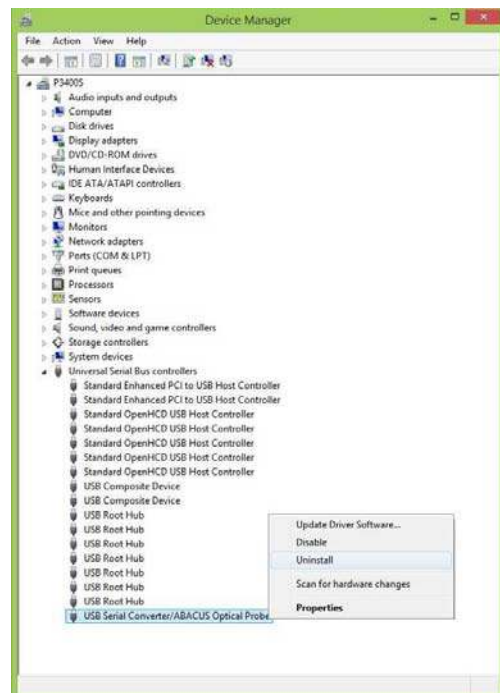 Device Manager
File Action View Help
P3400S
Audio inputs and outputs
Computer
Disk drives
Display adapters
DVD/CD-ROM drives
Human Interface Devices
IDE ATA/ATAPI controllers
Keyboards
Mice and other pointing devices
Monitors
Network adapters
Ports (COM & LPT)
Print queues
Processors
Sensors
Software devices
Sound, video and game controllers
Storage controllers
System devices
Universal Serial Bus controllers
Standard Enhanced PCI to USB Host Controller
Standard Enhanced PCI to USB Host Controller
Standard OpenHCD USB Host Controller
Standard OpenHCD USB Host Controller
Standard OpenHCD USB Host Controller
Standard OpenHCD USB Host Controller
Standard OpenHCD USB Host Controller
USB Composite Device
USB Composite Device
USB Root Hub
USB Root Hub
USB Root Hub
USB Root Hub
USB Root Hub
USB Root Hub
USB Root Hub
USB Serial Converter/ABACUS Optical Probe
Update Driver Software...
Disable
Uninstall
Scan for hardware changes
Properties